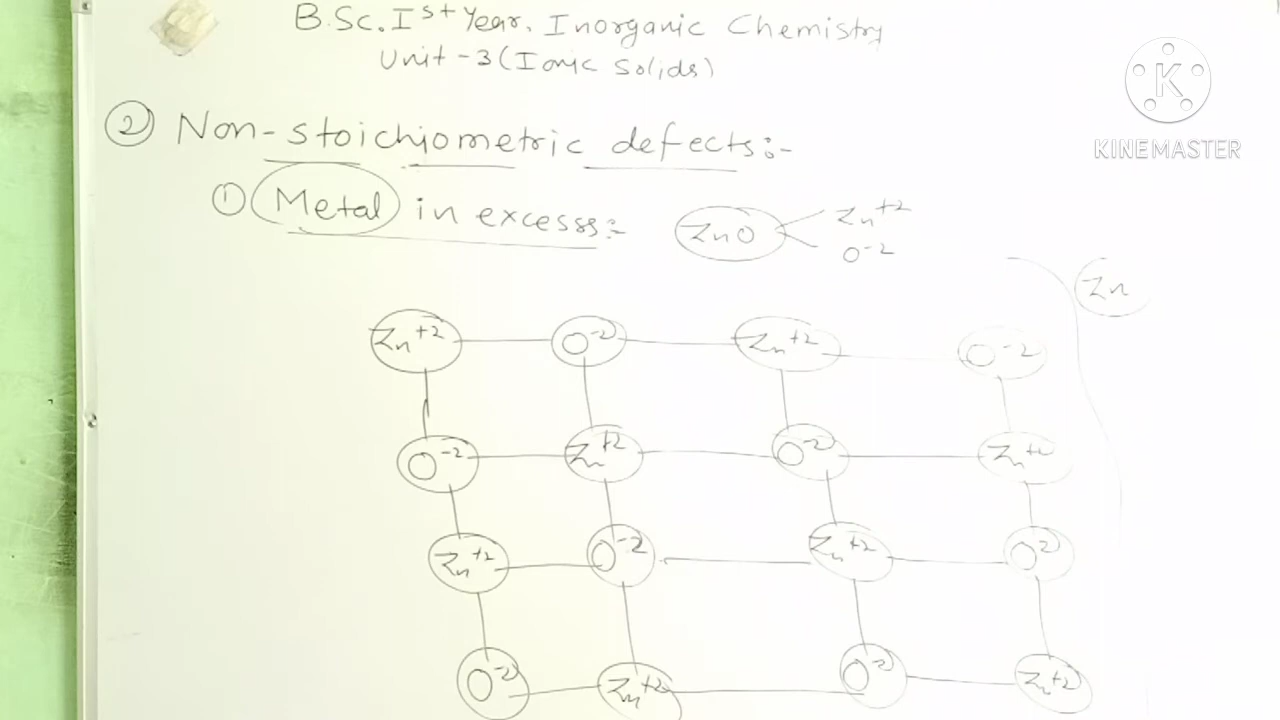 B.Sc. Ist Year. Inorganic Chemistry
Unit-3 (Ionic Solids)
K
KINEMASTER
② Non-stoichiometric defects:-
① Metal in excess:- ZnO Zn+2
O-2
Zn
Zn+2 O-2 Zn+2 O-2
O-2 Zn+2 O-2 Zn+2
Zn+2 O-2 Zn+2 O2
O-2 Zn+2 O-2 Zn+2